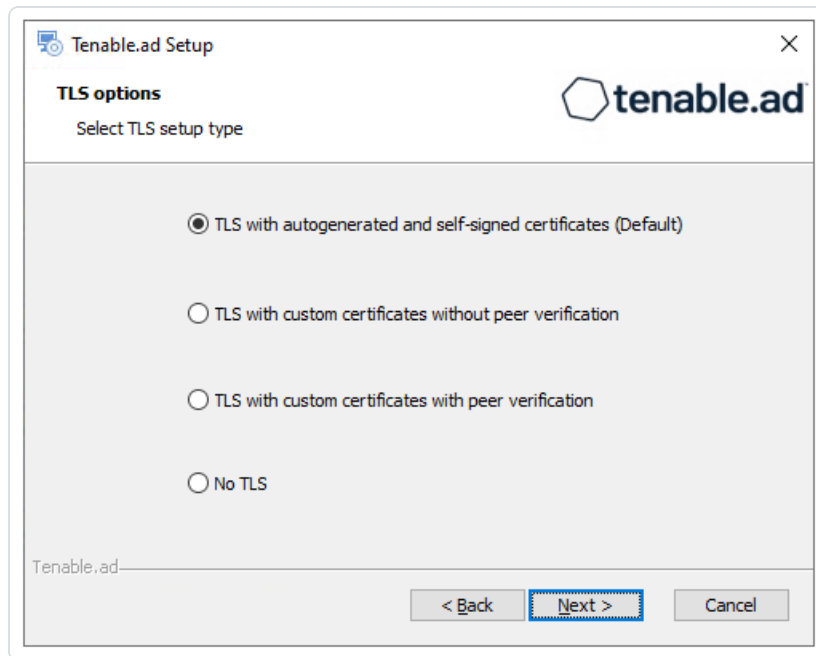 Tenable.ad Setup
TLS options
Select TLS setup type
tenable.ad
TLS with autogenerated and self-signed certificates (Default)
TLS with custom certificates without peer verification
TLS with custom certificates with peer verification
No TLS
Tenable.ad
< Back
Next >
Cancel